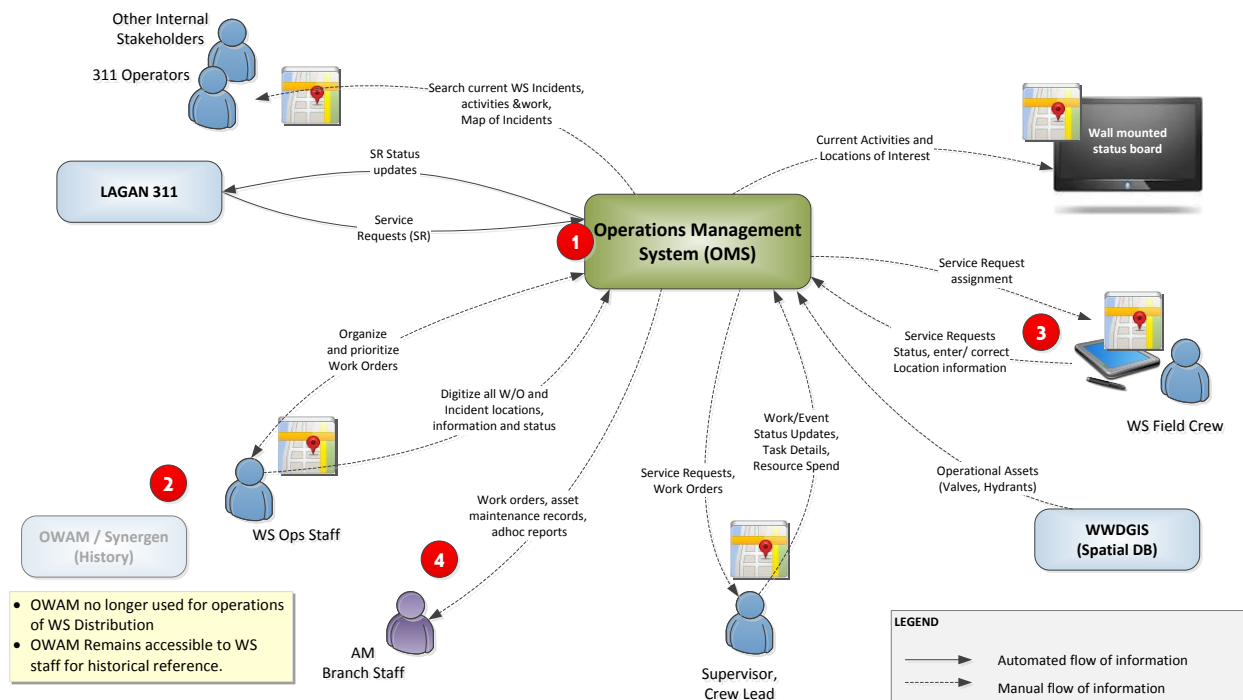 Other Internal
Stakeholders
311 Operators
Search current WS Incidents,
activities &work,
Map of Incidents
Current Activities and
Locations of Interest
Wall mounted
status board
SR Status
updates
LAGAN 311
Service
Requests (SR)
1
Operations Management
System (OMS)
Service Request
assignment
3
Service Requests
Status, enter/ correct
Location information
WS Field Crew
Organize
and prioritize
Work Orders
Digitize all W/O and
Incident locations,
information and status
Work/Event
Status Updates,
Task Details,
Resource Spend
Service Requests,
Work Orders
Operational Assets
(Valves, Hydrants)
2
WS Ops Staff
Work orders, asset
maintenance records,
adhoc reports
OWAM / Synergen
(History)
WWDGIS
(Spatial DB)
4
• OWAM no longer used for operations
of WS Distribution
• OWAM Remains accessible to WS
staff for historical reference.
AM
Branch Staff
Supervisor,
Crew Lead
LEGEND
Automated flow of information
Manual flow of information